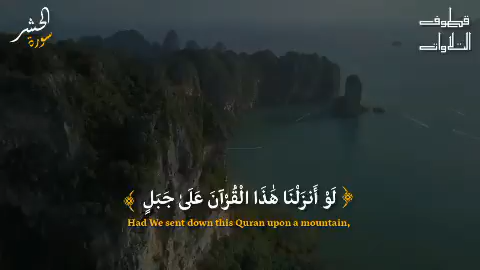 الحشر
سورة
قطوف
التلاوات
﴿ لَوْ أَنزَلْنَا هَٰذَا الْقُرْآنَ عَلَىٰ جَبَلٍ ﴾
Had We sent down this Quran upon a mountain,